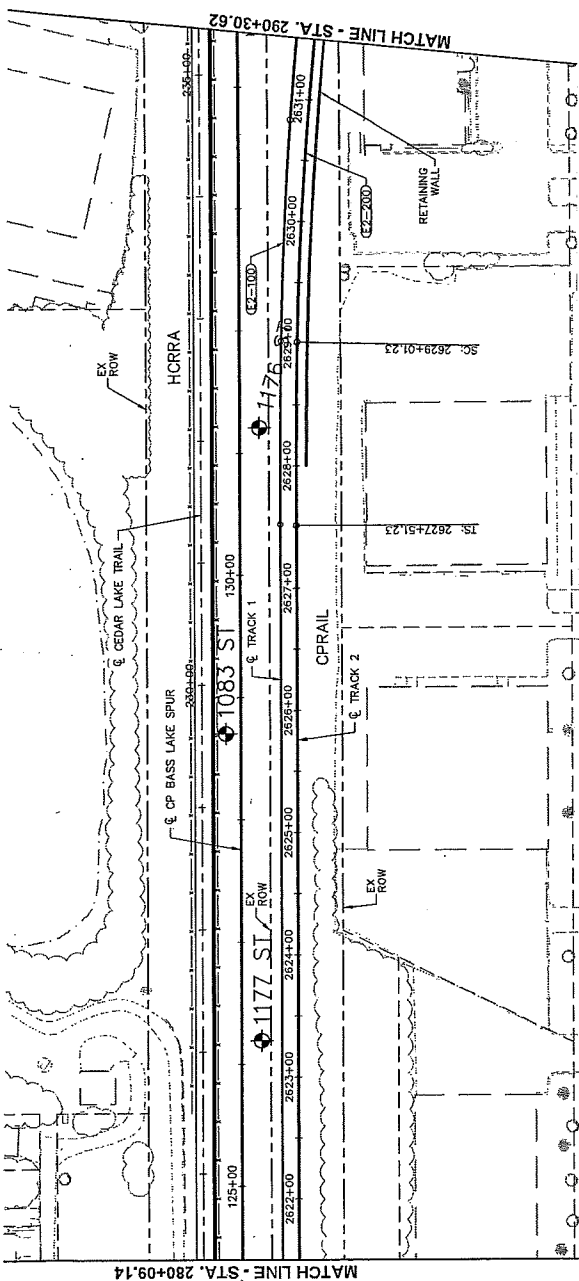 MATCH LINE - STA. 290+30.62
MATCH LINE - STA. 280+09.14
235+00
HCRRA
EX
ROW
℄ CEDAR LAKE TRAIL
230+00
℄ CP BASS LAKE SPUR
130+00
125+00
1083 ST
1176 ST
1177 ST
E2-100
E2-200
℄ TRACK 1
℄ TRACK 2
CPRAIL
EX
ROW
EX
ROW
RETAINING
WALL
2631+00
2630+00
2629+00
2628+00
2627+00
2626+00
2625+00
2624+00
2623+00
2622+00
SC: 2629+01.23
TS: 2627+51.23